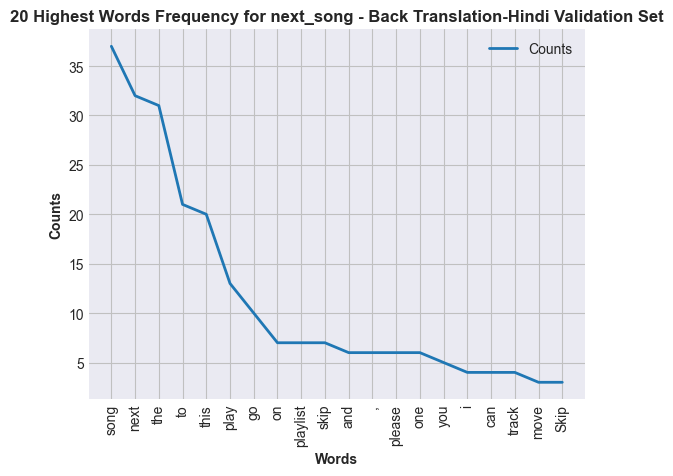 20 Highest Words Frequency for next_song - Back Translation-Hindi Validation Set
Counts
35
30
25
20
15
10
5
Counts
song
next
the
to
this
play
go
on
playlist
skip
and
,
please
one
you
i
can
track
move
Skip
Words